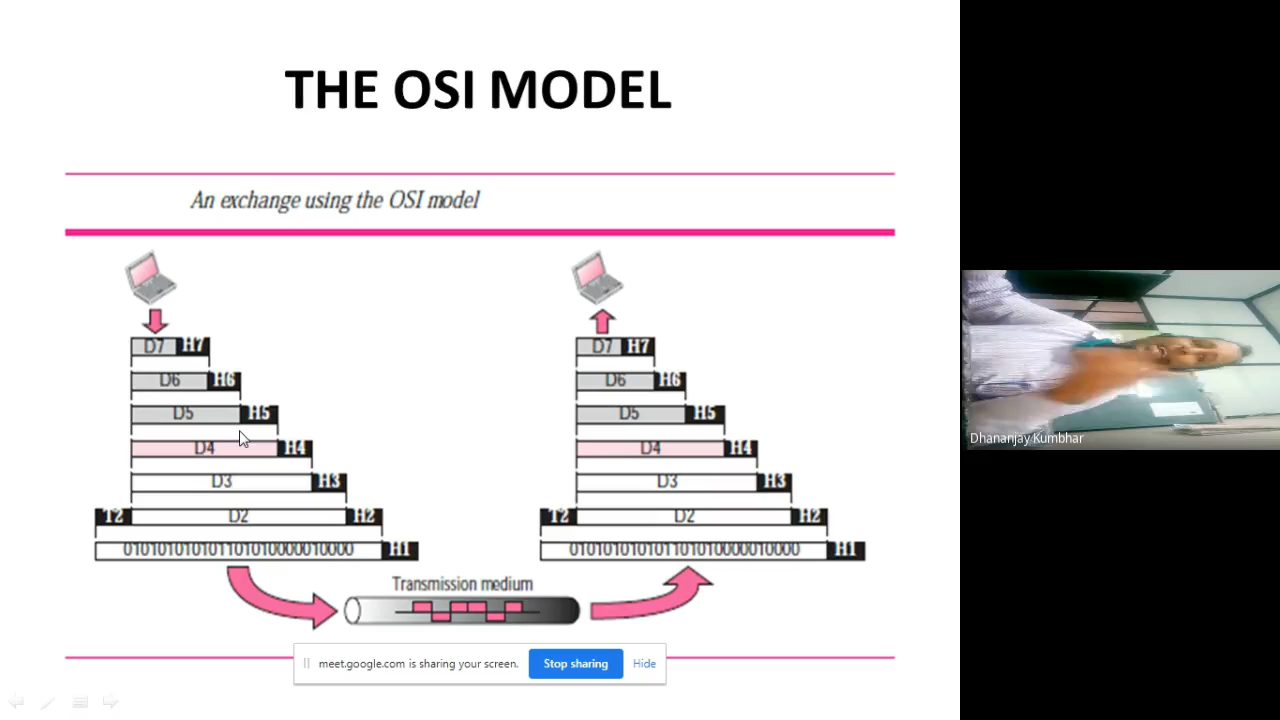 THE OSI MODEL
An exchange using the OSI model
D7 H7 D7 H7
D6 H6 D6 H6
D5 H5 D5 H5
D4 H4 D4 H4
D3 H3 D3 H3
T2 D2 H2 T2 D2 H2
010101010101101010000010000 H1 010101010101101010000010000 H1
Transmission medium
meet.google.com is sharing your screen. Stop sharing Hide
Dhananjay Kumbhar